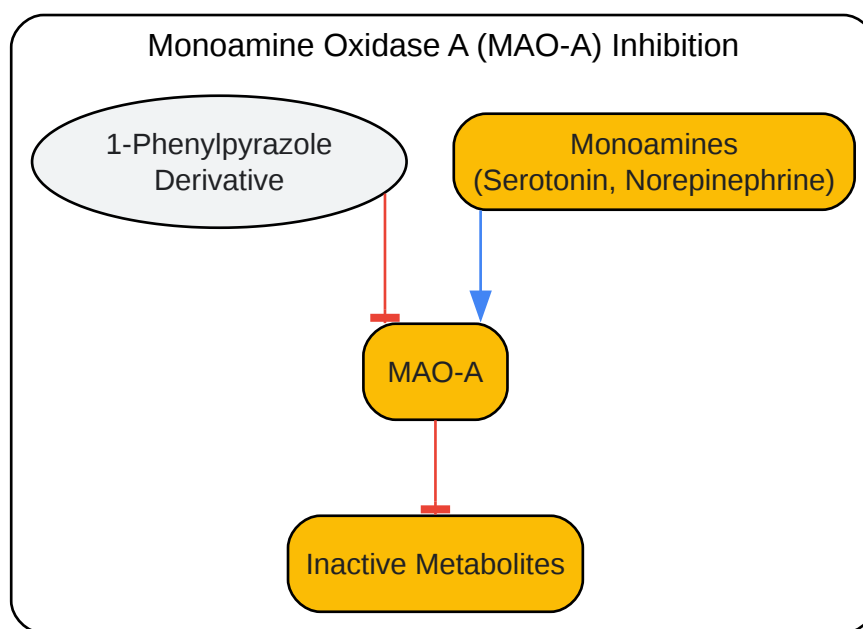 Monoamine Oxidase A (MAO-A) Inhibition
1-Phenylpyrazole
Derivative
Monoamines
(Serotonin, Norepinephrine)
MAO-A
Inactive Metabolites